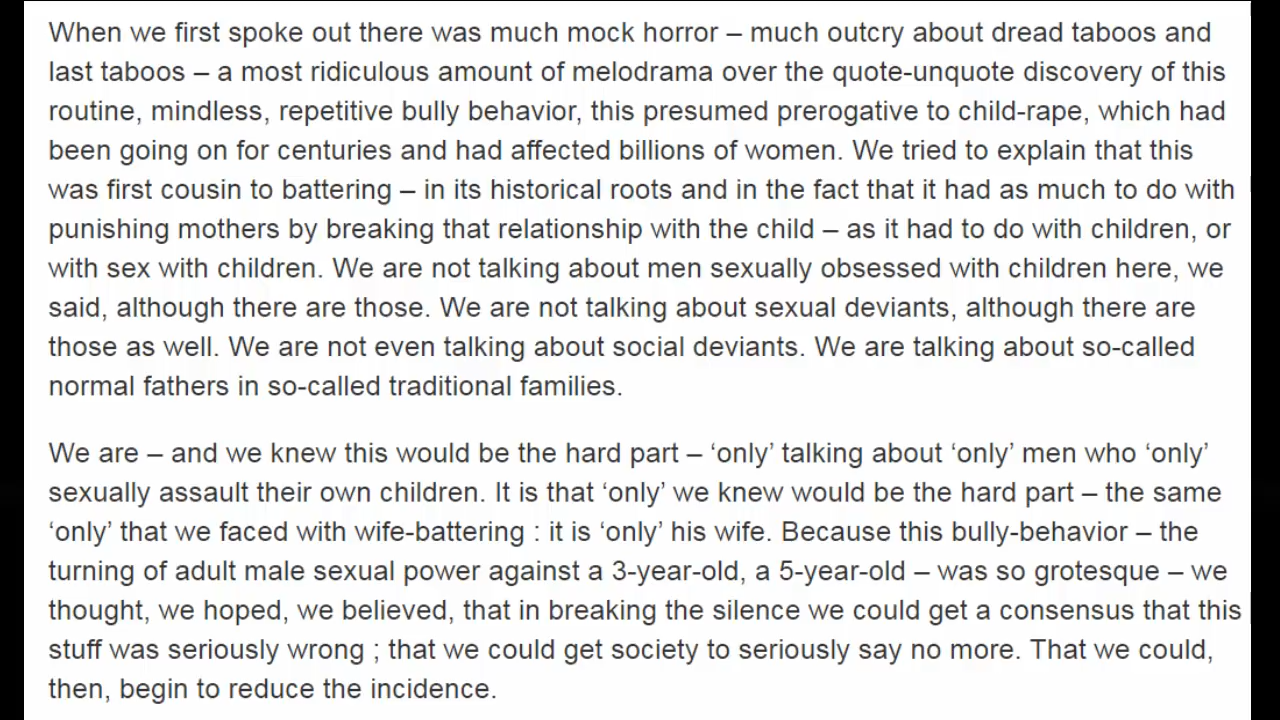 When we first spoke out there was much mock horror – much outcry about dread taboos and
last taboos – a most ridiculous amount of melodrama over the quote-unquote discovery of this
routine, mindless, repetitive bully behavior, this presumed prerogative to child-rape, which had
been going on for centuries and had affected billions of women. We tried to explain that this
was first cousin to battering – in its historical roots and in the fact that it had as much to do with
punishing mothers by breaking that relationship with the child – as it had to do with children, or
with sex with children. We are not talking about men sexually obsessed with children here, we
said, although there are those. We are not talking about sexual deviants, although there are
those as well. We are not even talking about social deviants. We are talking about so-called
normal fathers in so-called traditional families.
We are – and we knew this would be the hard part – ‘only’ talking about ‘only’ men who ‘only’
sexually assault their own children. It is that ‘only’ we knew would be the hard part – the same
‘only’ that we faced with wife-battering : it is ‘only’ his wife. Because this bully-behavior – the
turning of adult male sexual power against a 3-year-old, a 5-year-old – was so grotesque – we
thought, we hoped, we believed, that in breaking the silence we could get a consensus that this
stuff was seriously wrong ; that we could get society to seriously say no more. That we could,
then, begin to reduce the incidence.